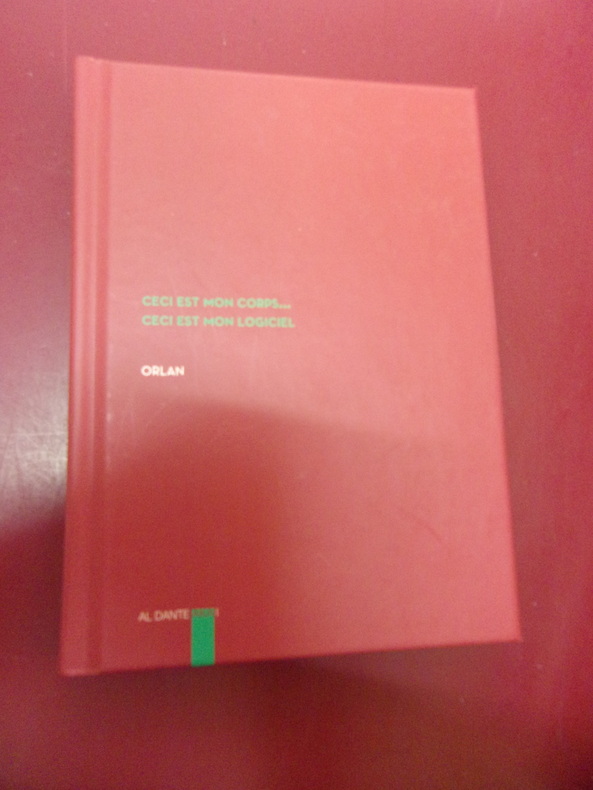 CECI EST MON CORPS....
CECI EST MON LOGICIEL
ORLAN
AL DANTE